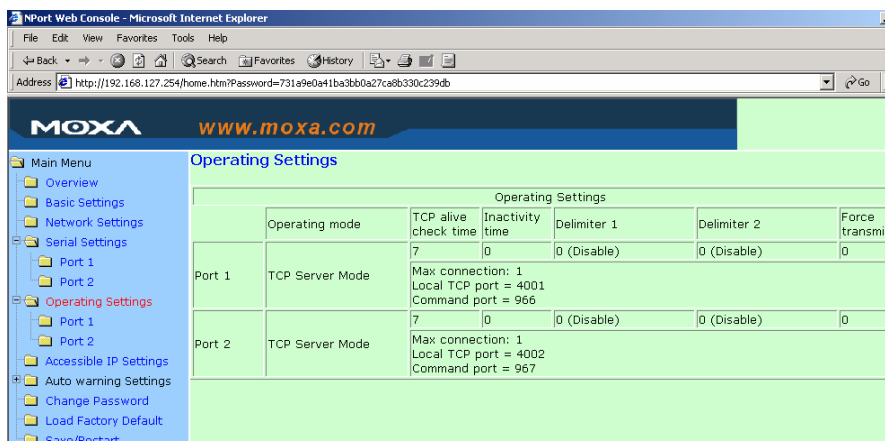 NPort Web Console - Microsoft Internet Explorer
File Edit View Favorites Tools Help
Back Search Favorites History
Address http://192.168.127.254/home.htm?Password=731a9e0a41ba3bb0a27ca8b330c239db Go
MOXA www.moxa.com
Main Menu
Overview
Basic Settings
Network Settings
Serial Settings
Port 1
Port 2
Operating Settings
Port 1
Port 2
Accessible IP Settings
Auto warning Settings
Change Password
Load Factory Default
Save/Restart
Operating Settings
Operating Settings
Operating mode TCP alive check time Inactivity time Delimiter 1 Delimiter 2 Force transmi
Port 1 TCP Server Mode 7 0 0 (Disable) 0 (Disable) 0
Max connection: 1
Local TCP port = 4001
Command port = 966
Port 2 TCP Server Mode 7 0 0 (Disable) 0 (Disable) 0
Max connection: 1
Local TCP port = 4002
Command port = 967